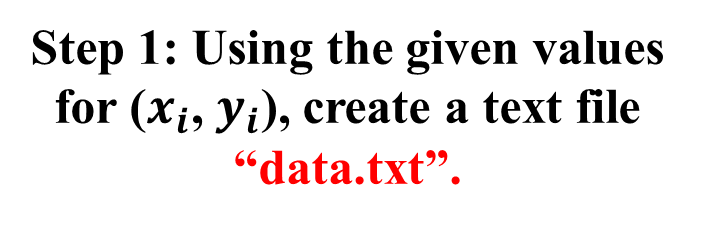 Step 1: Using the given values
for (xᵢ, yᵢ), create a text file
“data.txt”.